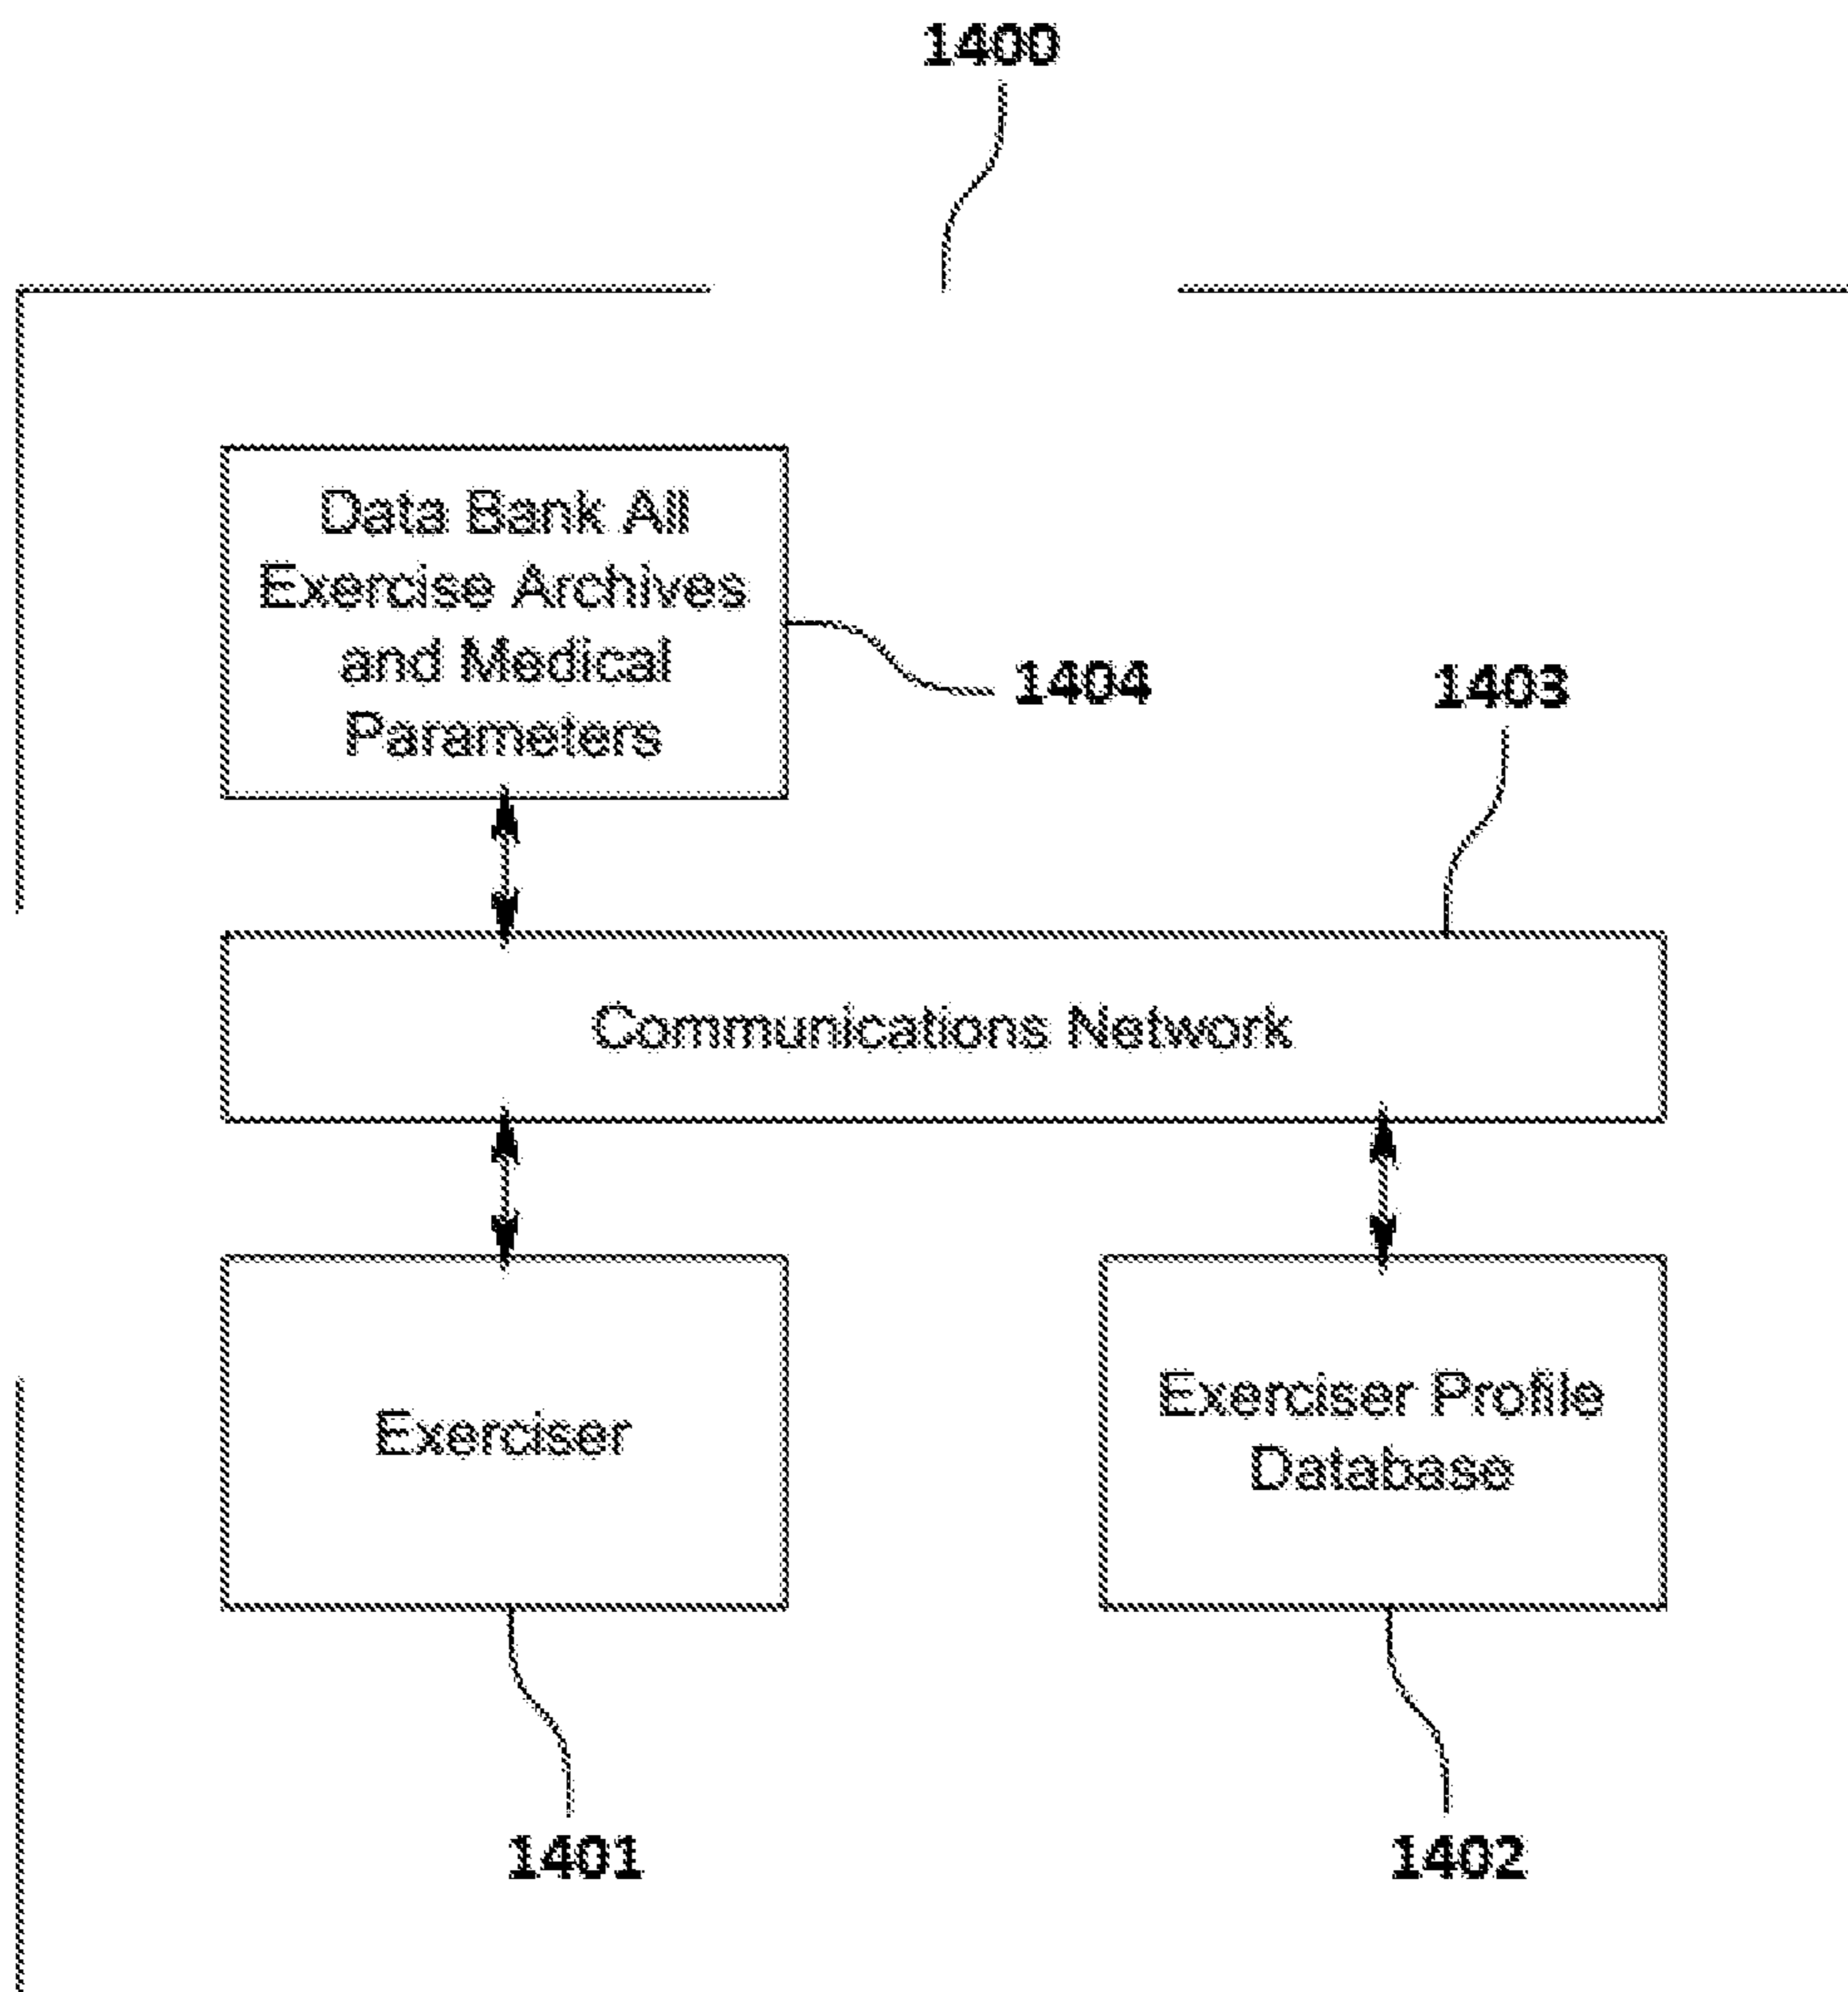 1400
Data Bank All
Exercise Archives
and Medical
Parameters
1404
1403
Communications Network
Exerciser
Exerciser Profile
Database
1401
1402